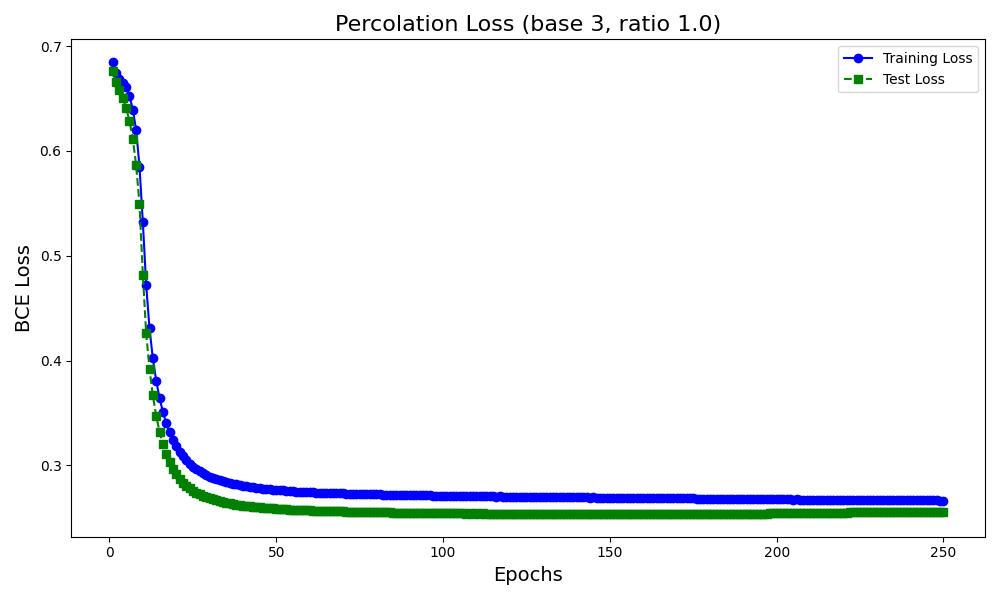 Percolation Loss (base 3, ratio 1.0)
Training Loss
Test Loss
BCE Loss
0.7
0.6
0.5
0.4
0.3
0 50 100 150 200 250
Epochs